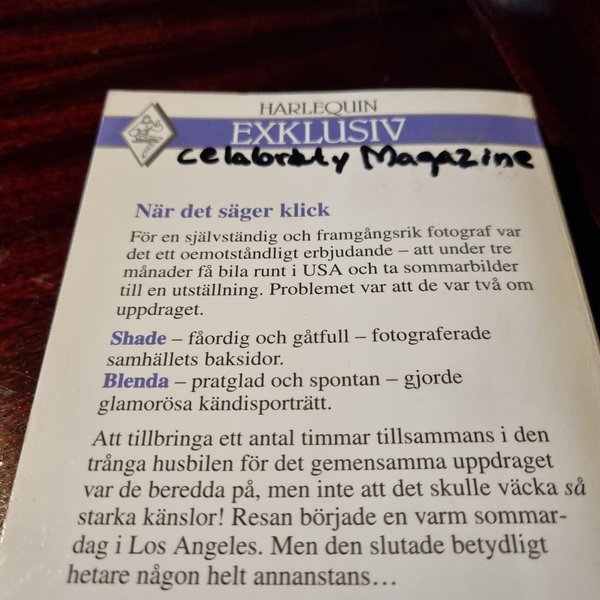 HARLEQUIN
EXKLUSIV
celabraty Magazine
När det säger klick
För en självständig och framgångsrik fotograf var
det ett oemotståndligt erbjudande – att under tre
månader få bila runt i USA och ta sommarbilder
till en utställning. Problemet var att de var två om
uppdraget.
Shade – fåordig och gåtfull – fotograferade
samhällets baksidor.
Blenda – pratglad och spontan – gjorde
glamorösa kändisporträtt.
Att tillbringa ett antal timmar tillsammans i den
trånga husbilen för det gemensamma uppdraget
var de beredda på, men inte att det skulle väcka så
starka känslor! Resan började en varm sommar-
dag i Los Angeles. Men den slutade betydligt
hetare någon helt annanstans…